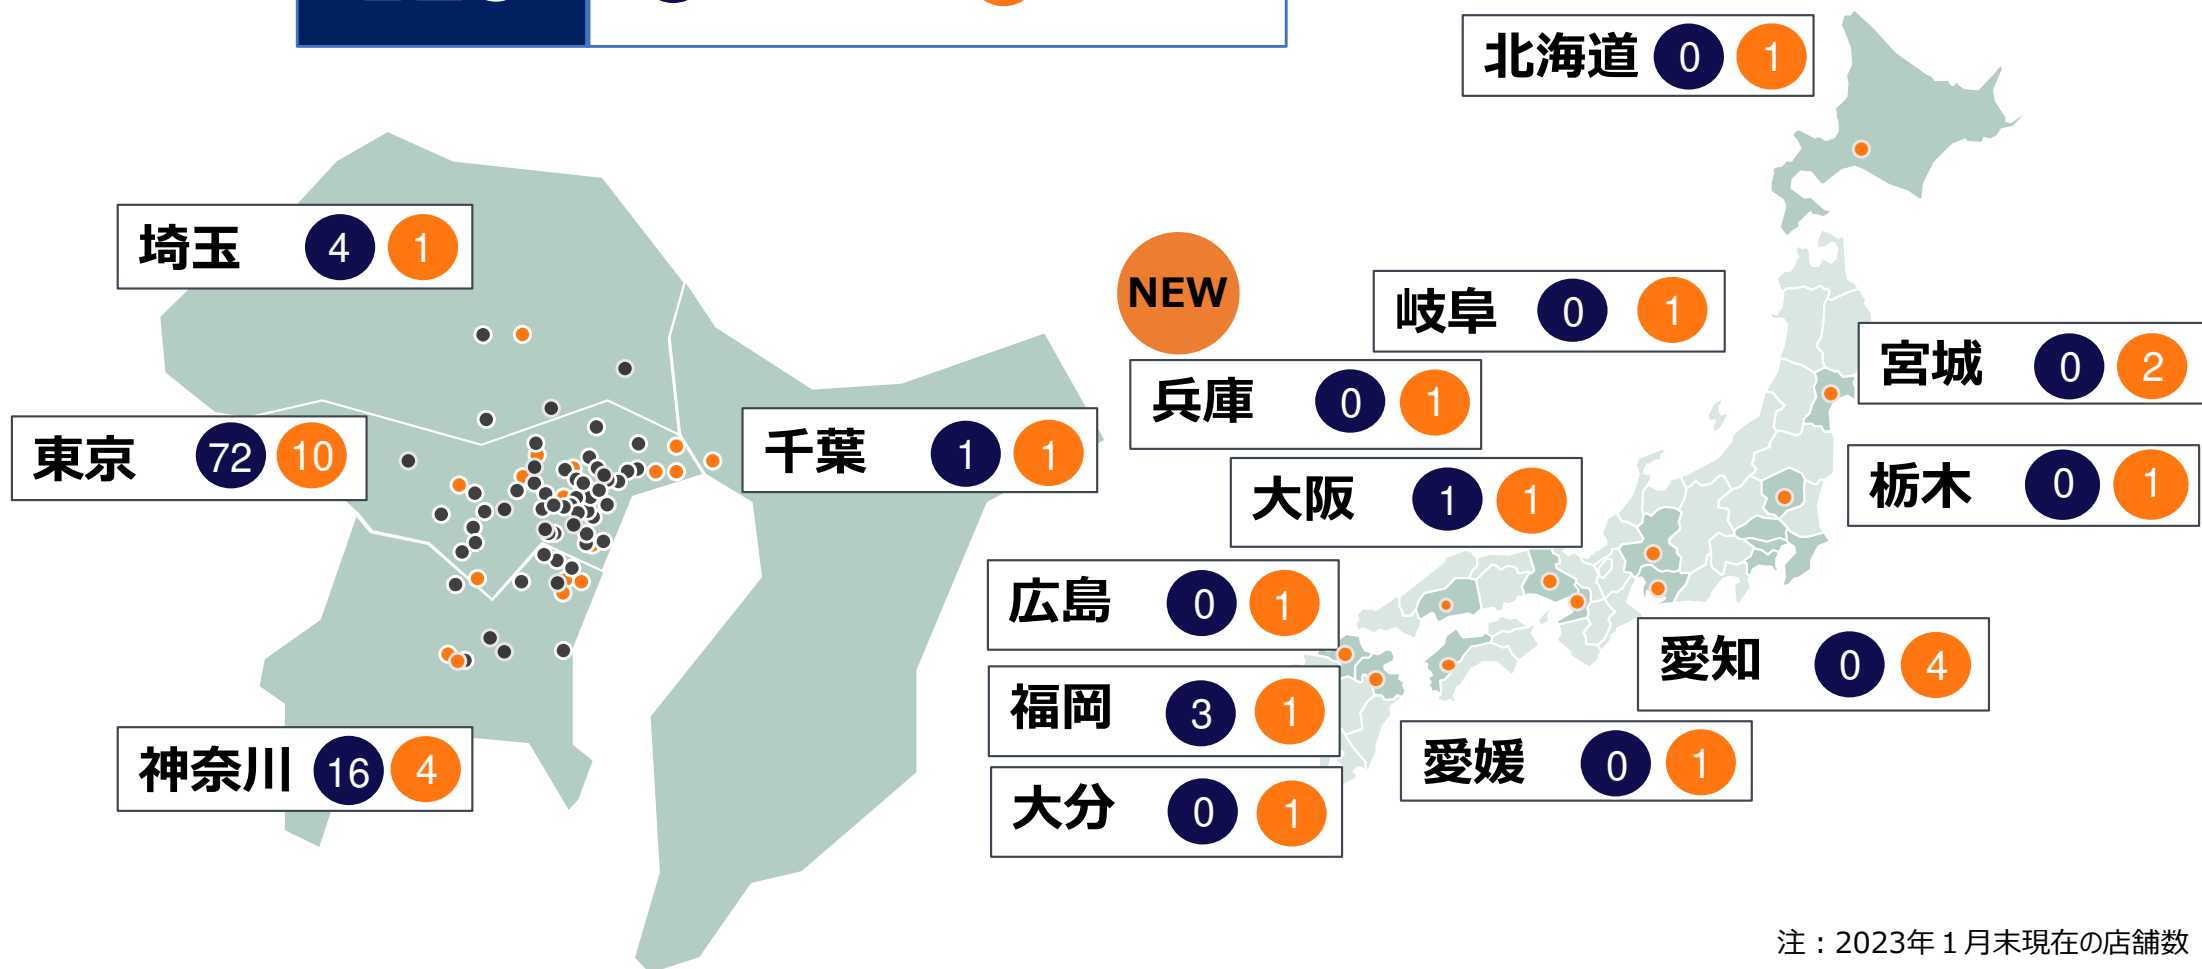 北海道 0 1
埼玉 4 1
NEW
岐阜 0 1
宮城 0 2
兵庫 0 1
東京 72 10
千葉 1 1
栃木 0 1
大阪 1 1
広島 0 1
愛知 0 4
福岡 3 1
神奈川 16 4
愛媛 0 1
大分 0 1
注：2023年１月末現在の店舗数